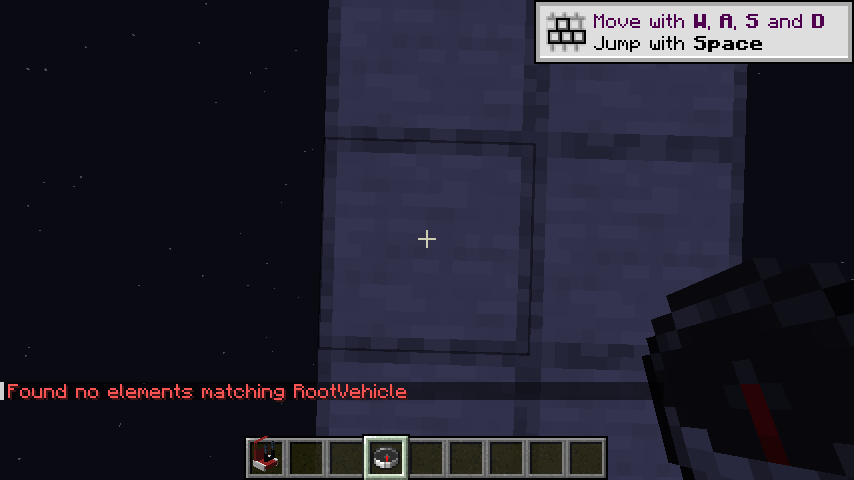 Move with W, A, S and D
Jump with Space
Found no elements matching RootVehicle